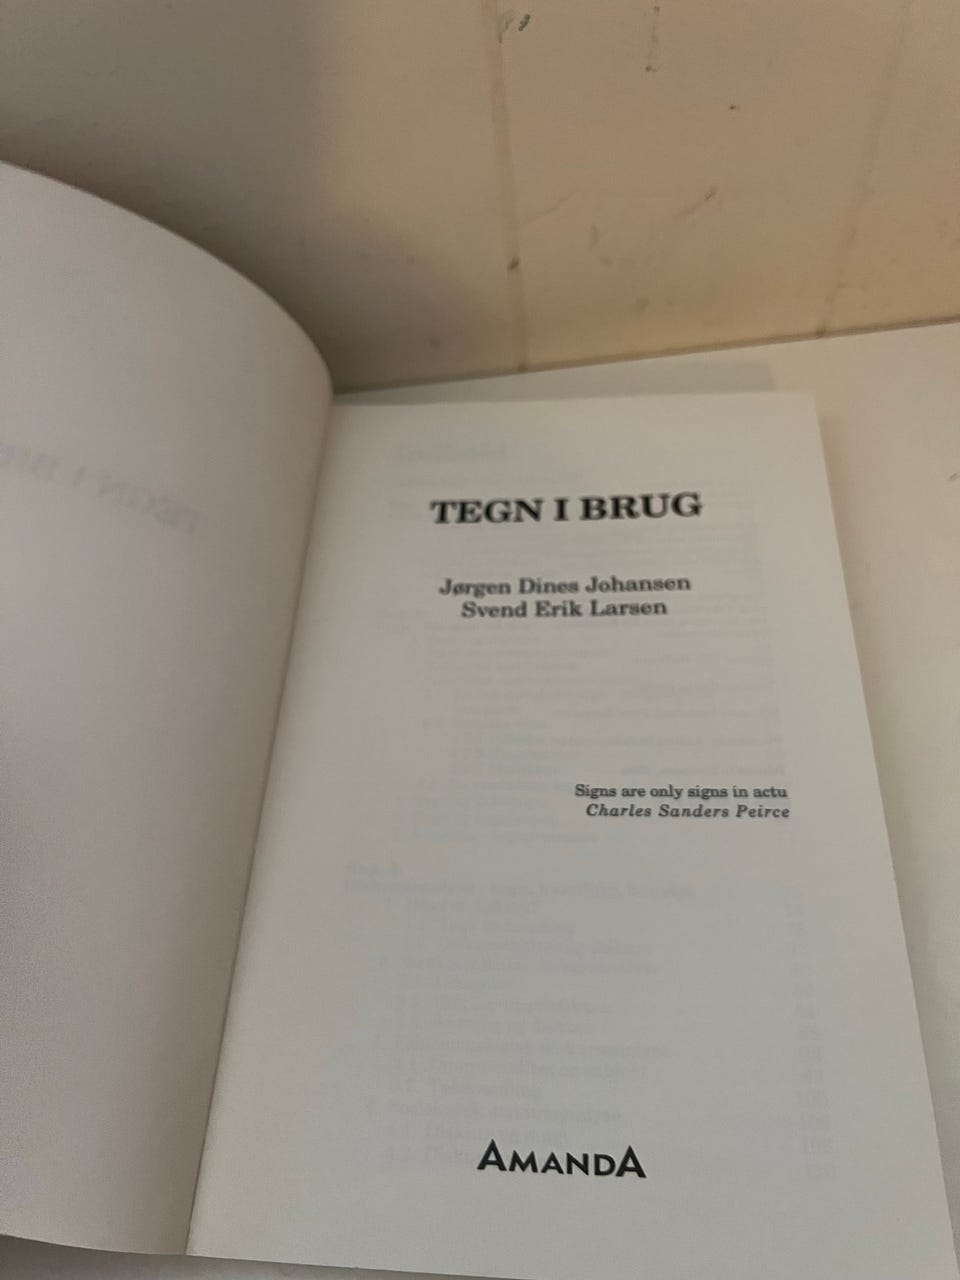 TEGN I BRUG
Jørgen Dines Johansen
Svend Erik Larsen
Signs are only signs in actu
Charles Sanders Peirce
AMANDA